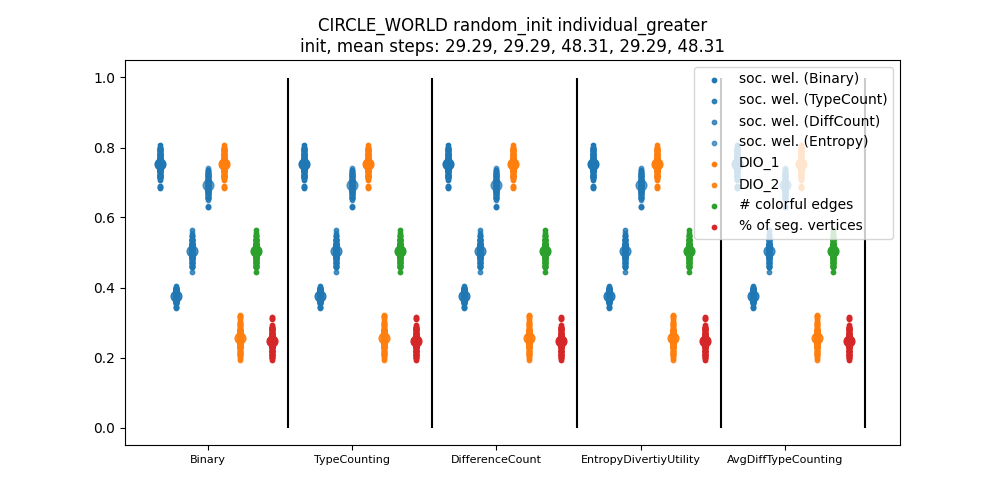 CIRCLE_WORLD random_init individual_greater
init, mean steps: 29.29, 29.29, 48.31, 29.29, 48.31
1.0
0.8
0.6
0.4
0.2
0.0
soc. wel. (Binary)
soc. wel. (TypeCount)
soc. wel. (DiffCount)
soc. wel. (Entropy)
DIO_1
DIO_2
# colorful edges
% of seg. vertices
Binary
TypeCounting
DifferenceCount
EntropyDivertiyUtility
AvgDiffTypeCounting